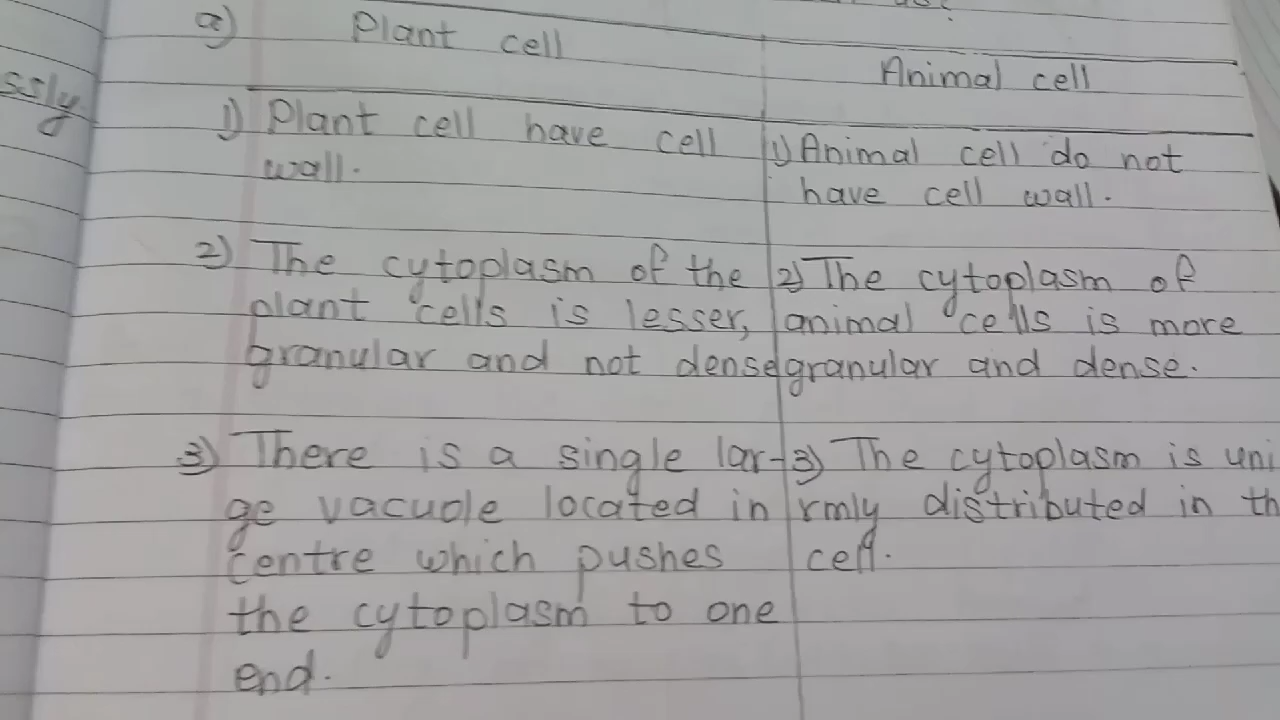 a) Plant cell
Animal cell
ssly
1) Plant cell have cell
wall.
1) Animal cell do not
have cell wall.
2) The cytoplasm of the
plant cells is lesser,
granular and not dense
2) The cytoplasm of
animal cells is more
granular and dense.
3) There is a single lar-
ge vacuole located in
centre which pushes
the cytoplasm to one
end.
3) The cytoplasm is uni
rmly distributed in th
cell.